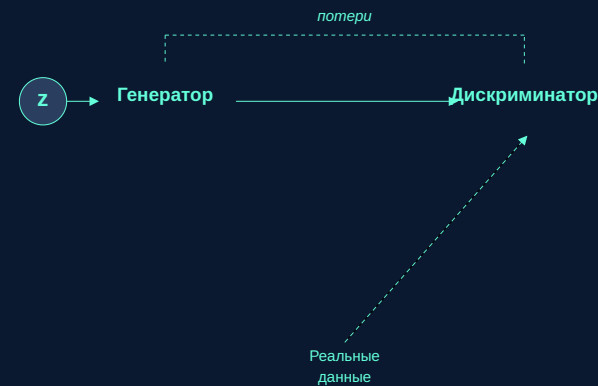 потери
Z
Генератор
Дискриминатор
Реальные
данные